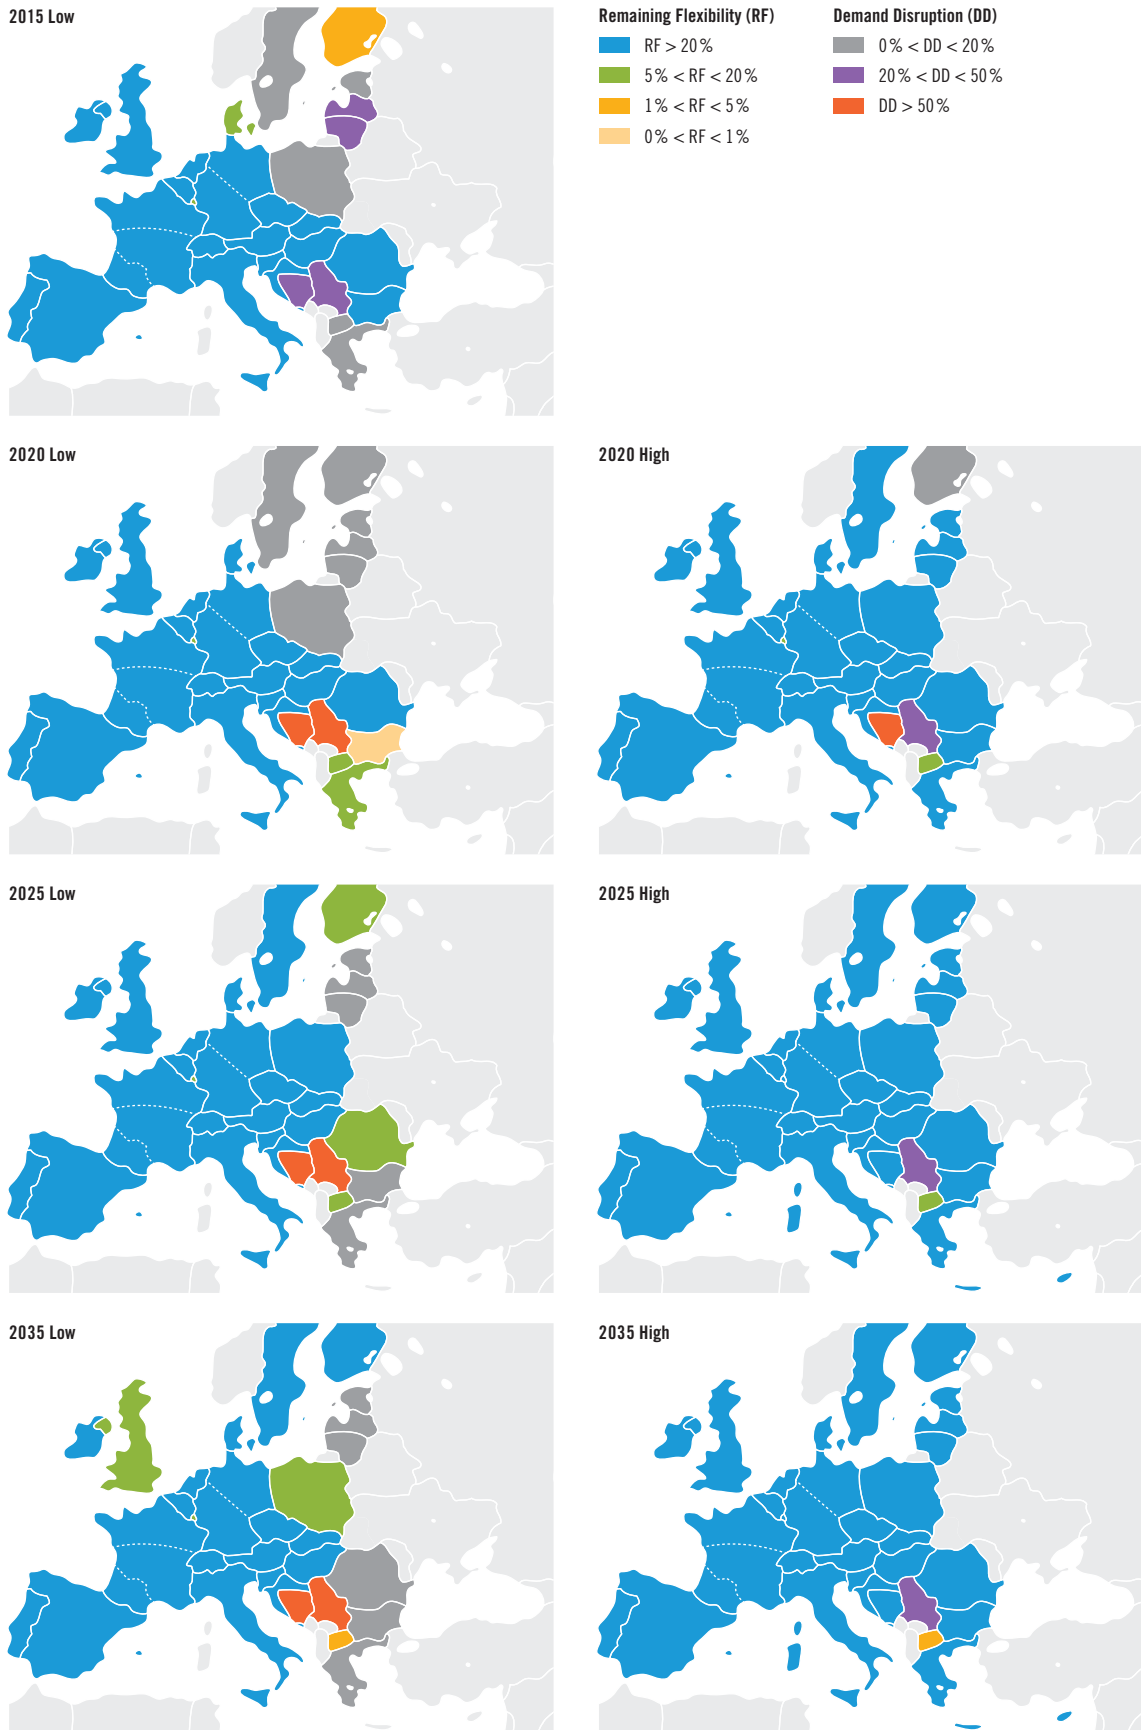 2015 Low
Remaining Flexibility (RF)
RF > 20 %
5 % < RF < 20 %
1 % < RF < 5 %
0 % < RF < 1 %
Demand Disruption (DD)
0 % < DD < 20 %
20 % < DD < 50 %
DD > 50 %
2020 Low
2020 High
2025 Low
2025 High
2035 Low
2035 High